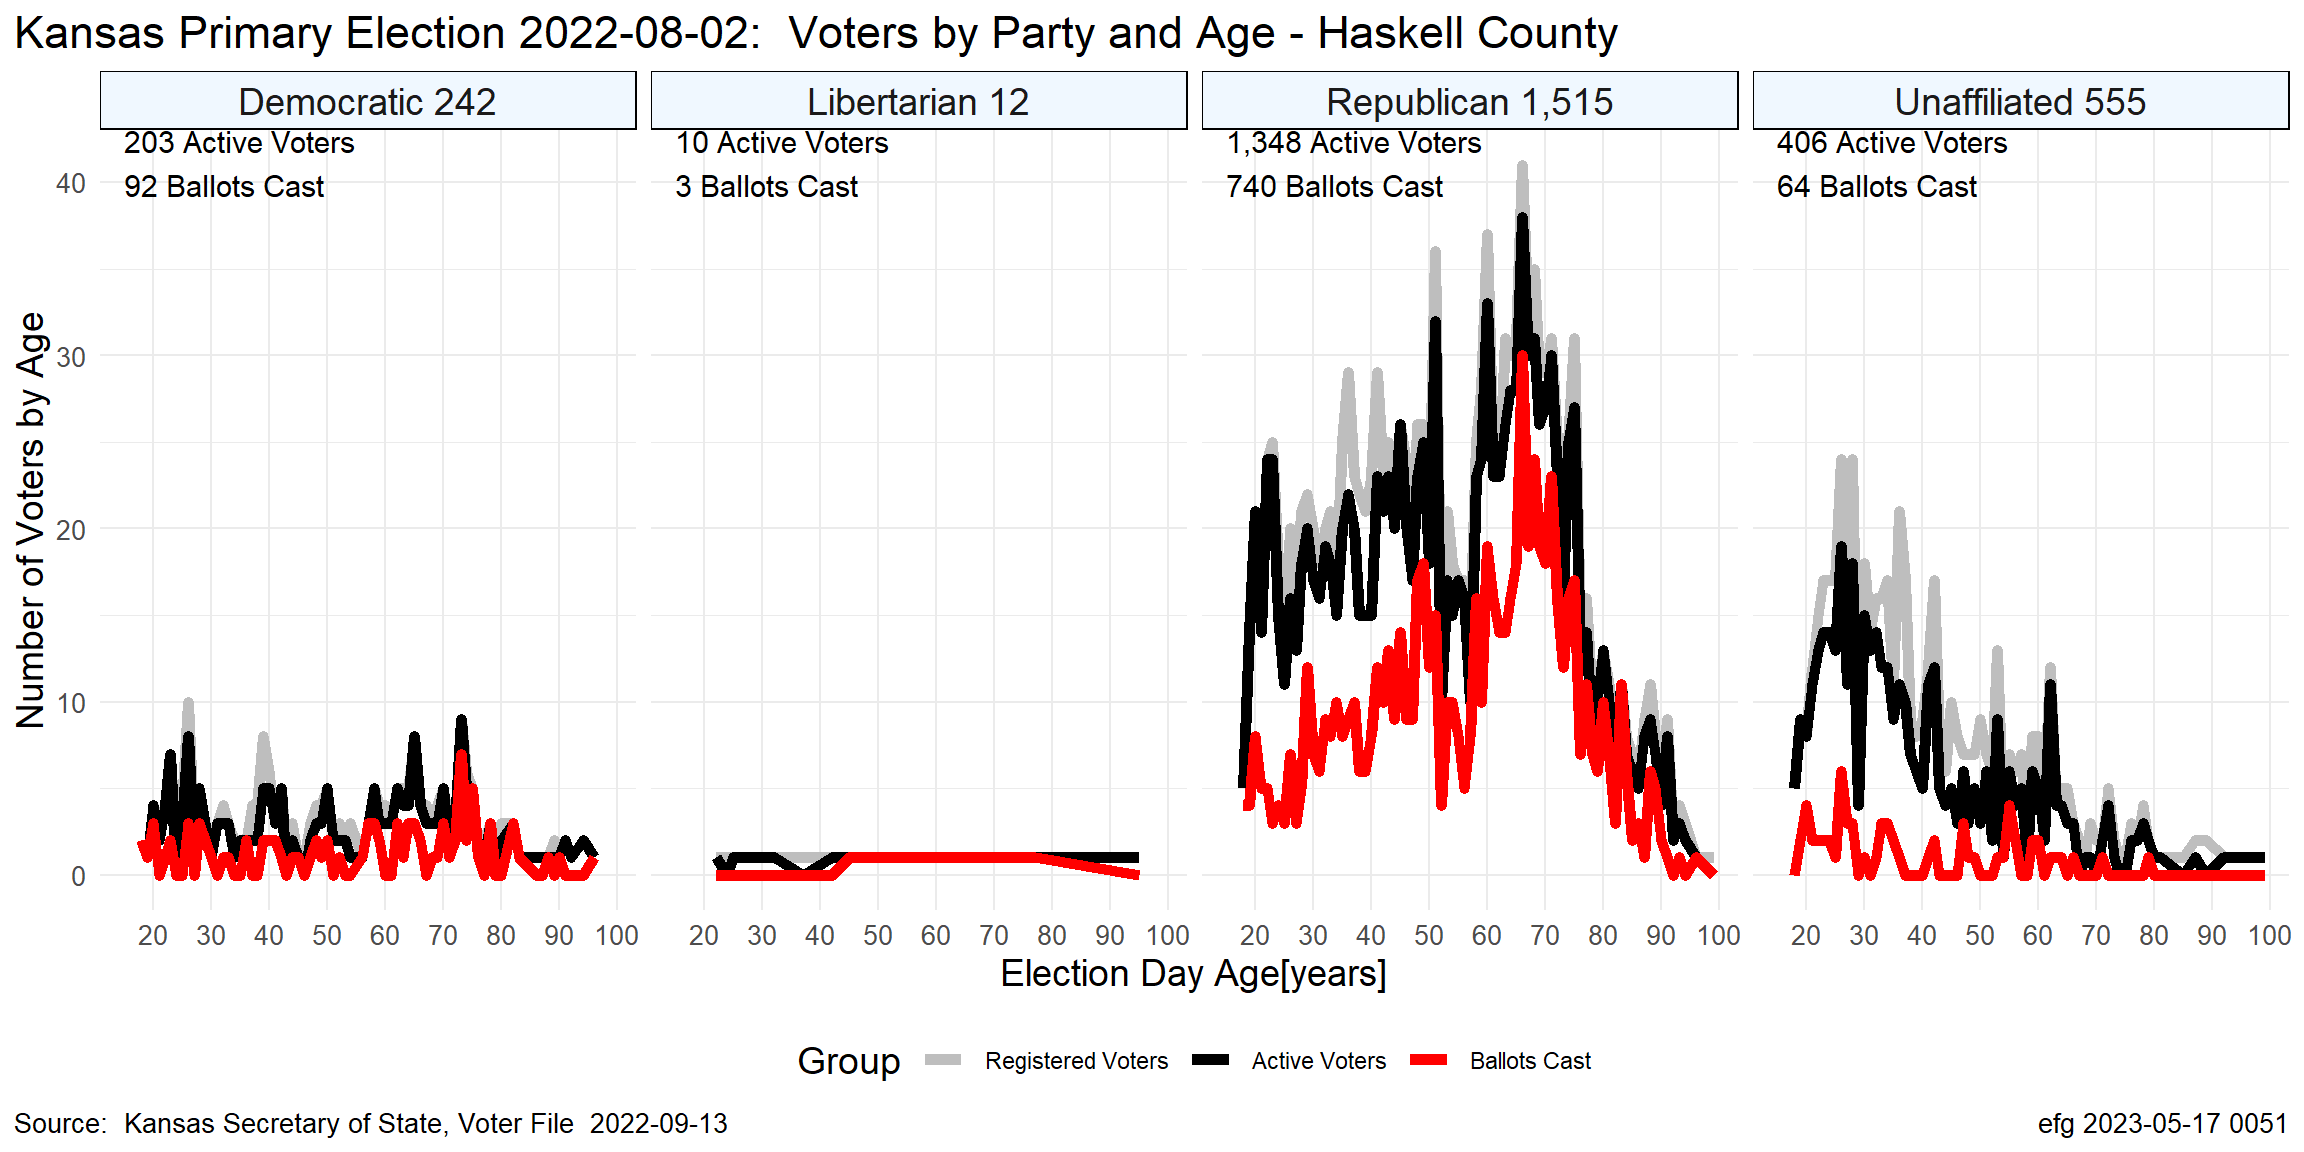 Kansas Primary Election 2022-08-02:  Voters by Party and Age - Haskell County
Democratic 242
Libertarian 12
Republican 1,515
Unaffiliated 555
203 Active Voters
92 Ballots Cast
10 Active Voters
3 Ballots Cast
1,348 Active Voters
740 Ballots Cast
406 Active Voters
64 Ballots Cast
Number of Voters by Age
40
30
20
10
0
20 30 40 50 60 70 80 90 100
20 30 40 50 60 70 80 90 100
20 30 40 50 60 70 80 90 100
20 30 40 50 60 70 80 90 100
Election Day Age[years]
Group Registered Voters Active Voters Ballots Cast
Source:  Kansas Secretary of State, Voter File  2022-09-13
efg 2023-05-17 0051